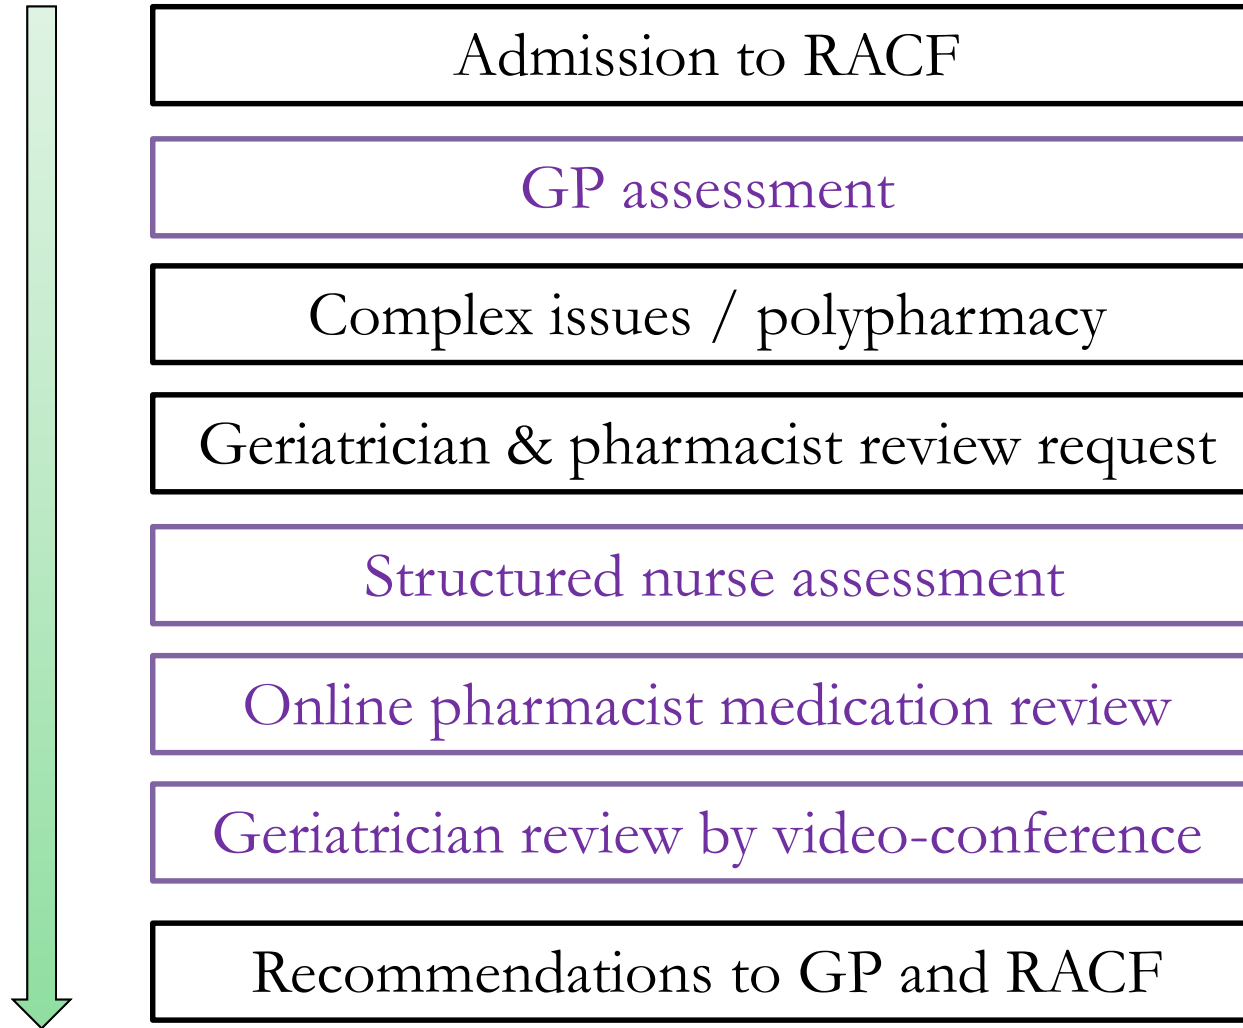 Admission to RACF
GP assessment
Complex issues / polypharmacy
Geriatrician & pharmacist review request
Structured nurse assessment
Online pharmacist medication review
Geriatrician review by video-conference
Recommendations to GP and RACF